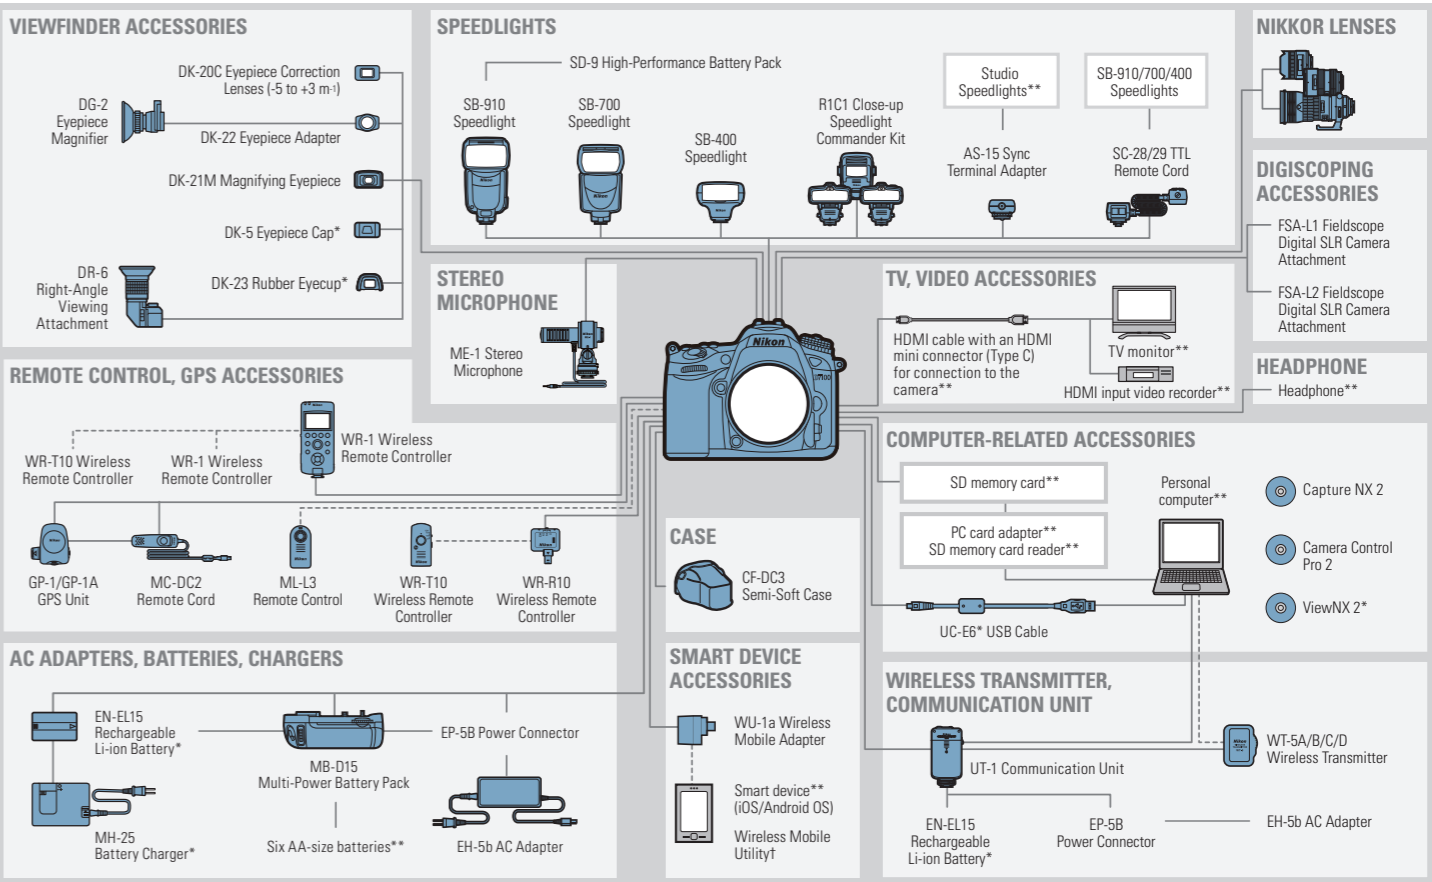 VIEWFINDER ACCESSORIES
DK-20C Eyepiece Correction
Lenses (-5 to +3 m-1)
DG-2
Eyepiece
Magnifier
DK-22 Eyepiece Adapter
DK-21M Magnifying Eyepiece
DK-5 Eyepiece Cap*
DR-6
Right-Angle
Viewing
Attachment
DK-23 Rubber Eyecup*
SPEEDLIGHTS
SD-9 High-Performance Battery Pack
SB-910
Speedlight
SB-700
Speedlight
SB-400
Speedlight
R1C1 Close-up
Speedlight
Commander Kit
Studio
Speedlights**
AS-15 Sync
Terminal Adapter
SB-910/700/400
Speedlights
SC-28/29 TTL
Remote Cord
Nikon
Nikon
NIKKOR LENSES
DIGISCOPING
ACCESSORIES
FSA-L1 Fieldscope
Digital SLR Camera
Attachment
FSA-L2 Fieldscope
Digital SLR Camera
Attachment
STEREO
MICROPHONE
ME-1 Stereo
Microphone
Nikon
D7100
TV, VIDEO ACCESSORIES
HDMI cable with an HDMI
mini connector (Type C)
for connection to the
camera**
TV monitor**
HDMI input video recorder**
HEADPHONE
Headphone**
REMOTE CONTROL, GPS ACCESSORIES
WR-1 Wireless
Remote Controller
WR-T10 Wireless
Remote Controller
WR-1 Wireless
Remote Controller
GP-1/GP-1A
GPS Unit
MC-DC2
Remote Cord
ML-L3
Remote Control
WR-T10
Wireless Remote
Controller
WR-R10
Wireless Remote
Controller
CASE
CF-DC3
Semi-Soft Case
COMPUTER-RELATED ACCESSORIES
SD memory card**
PC card adapter**
SD memory card reader**
Personal
computer**
UC-E6* USB Cable
Capture NX 2
Camera Control
Pro 2
ViewNX 2*
AC ADAPTERS, BATTERIES, CHARGERS
EN-EL15
Rechargeable
Li-ion Battery*
MH-25
Battery Charger*
MB-D15
Multi-Power Battery Pack
Six AA-size batteries**
EP-5B Power Connector
EH-5b AC Adapter
SMART DEVICE
ACCESSORIES
WU-1a Wireless
Mobile Adapter
Smart device**
(iOS/Android OS)
Wireless Mobile
Utility†
WIRELESS TRANSMITTER,
COMMUNICATION UNIT
UT-1 Communication Unit
WT-5A/B/C/D
Wireless Transmitter
EN-EL15
Rechargeable
Li-ion Battery*
EP-5B
Power Connector
EH-5b AC Adapter